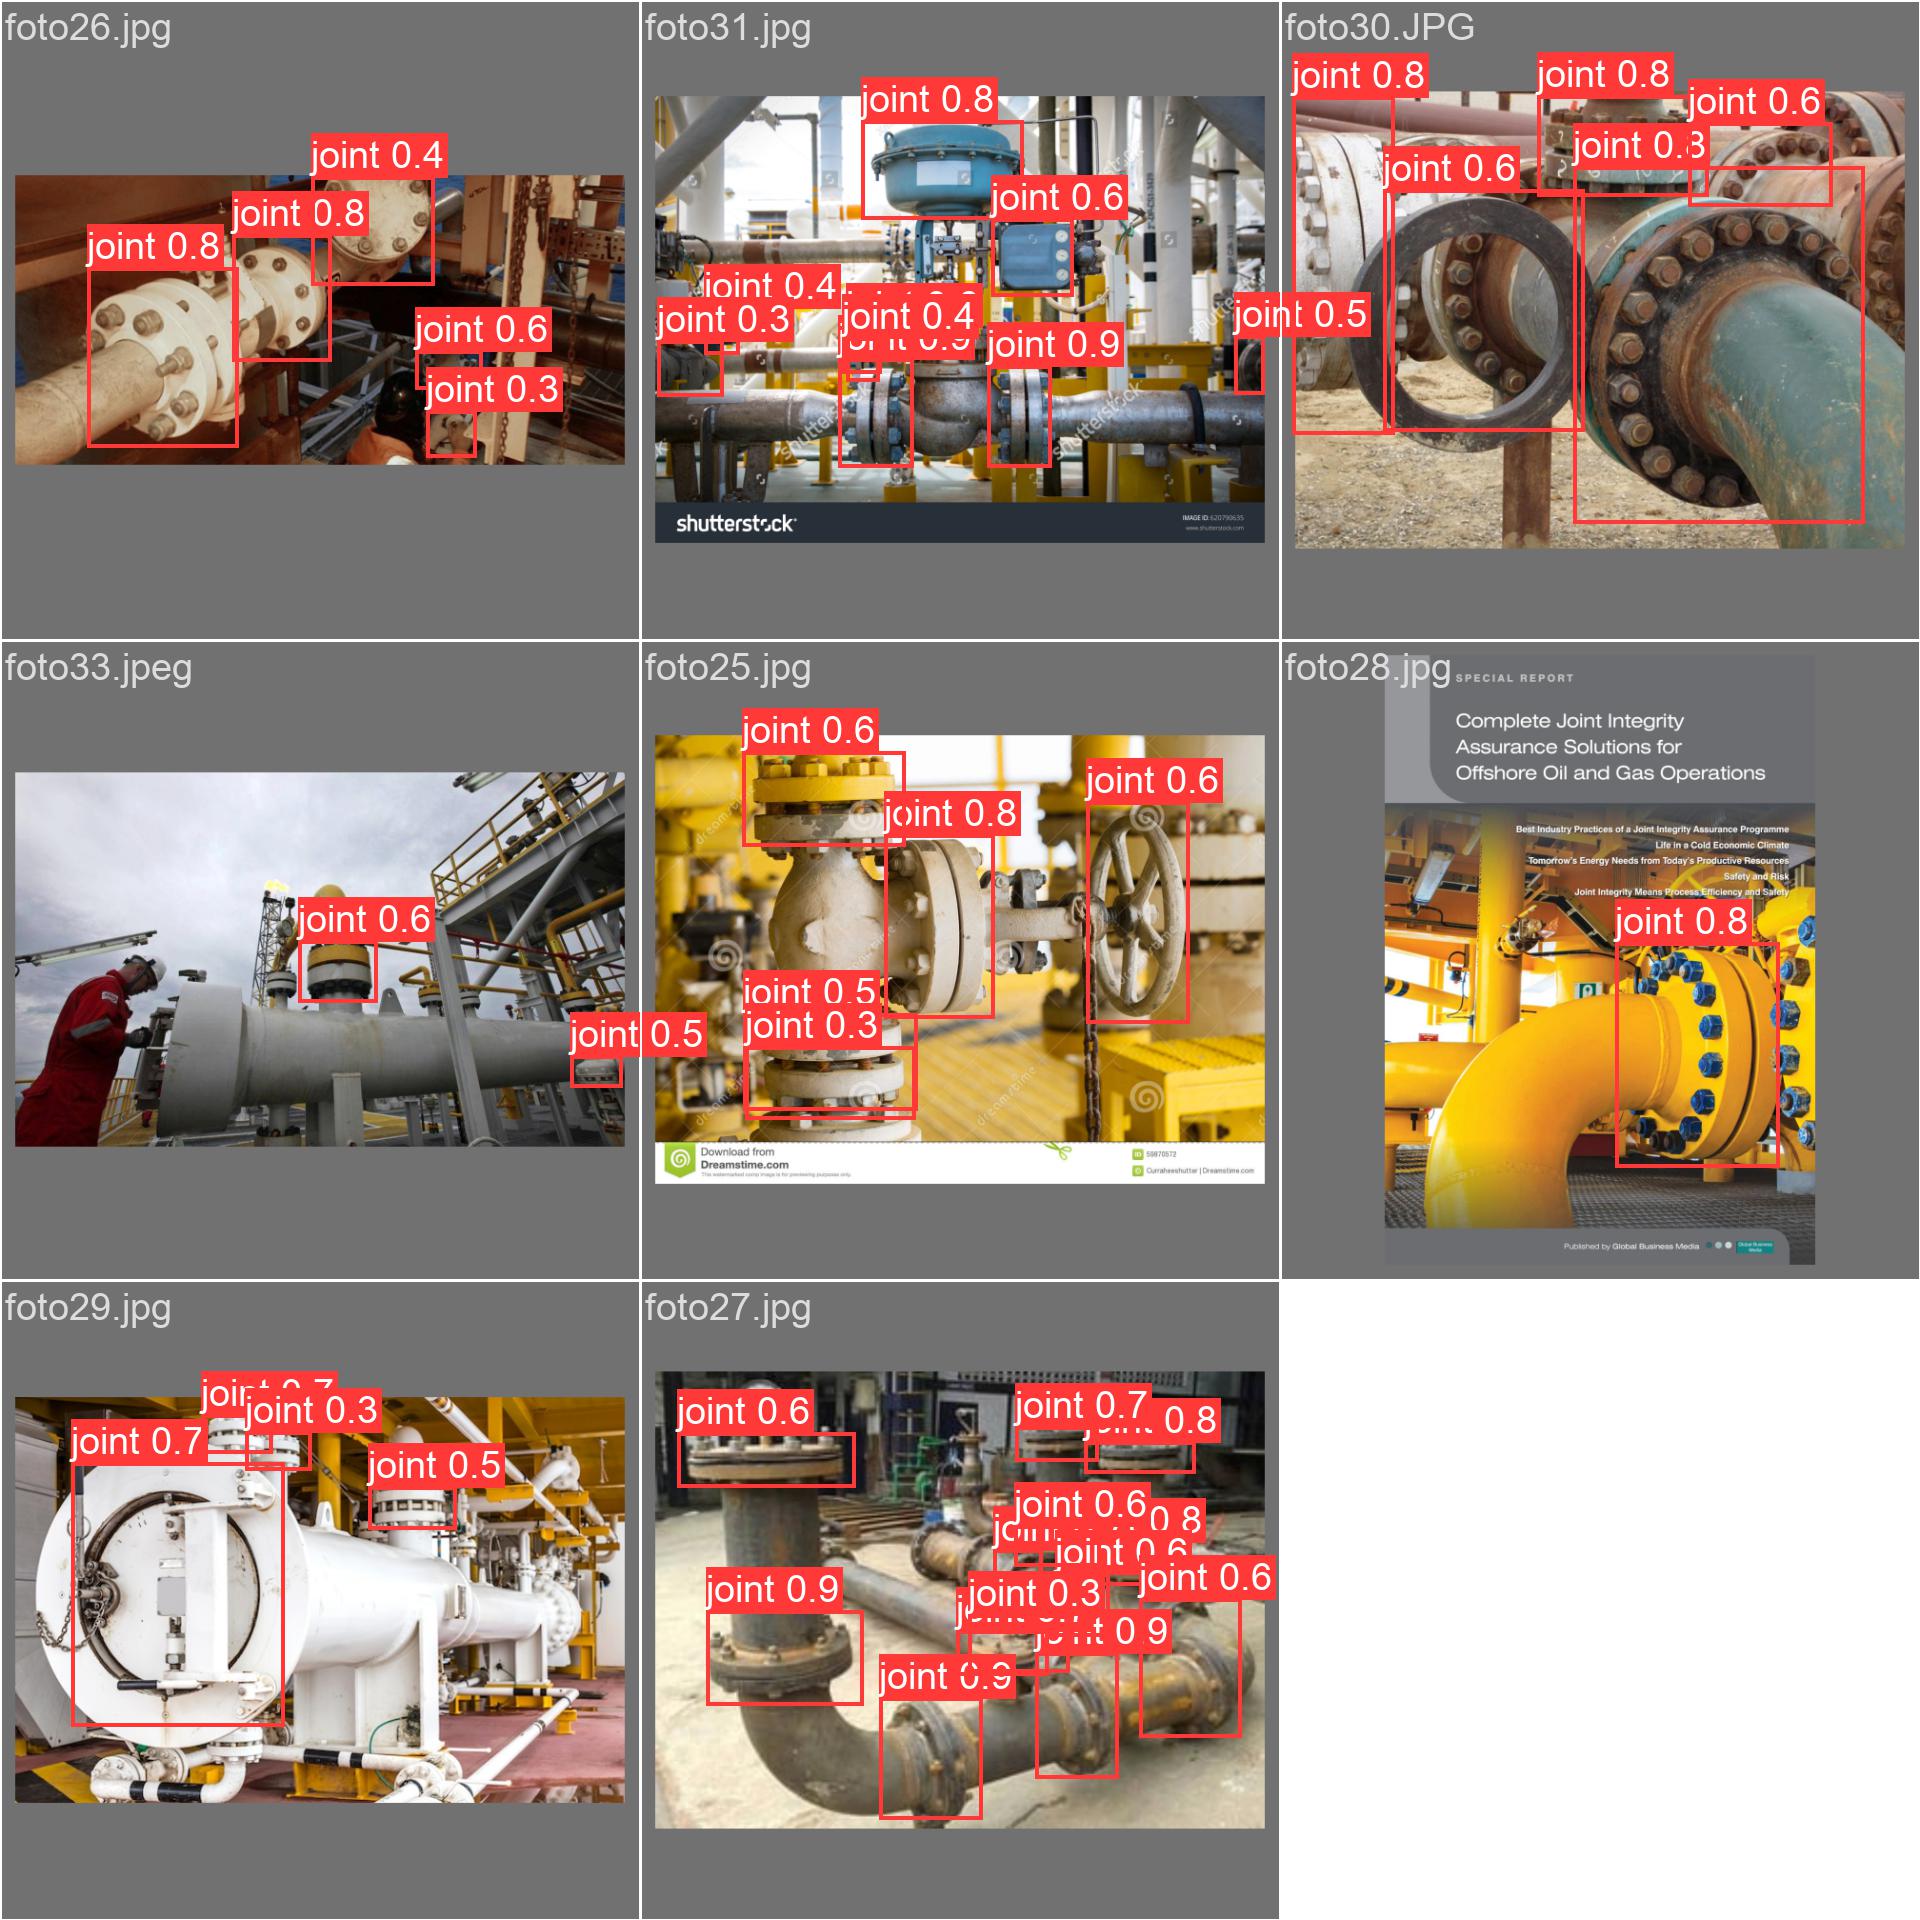 foto26.jpg
joint 0.4
joint 0.8
joint 0.8
joint 0.6
joint 0.3
foto31.jpg
joint 0.8
joint 0.6
joint 0.4
joint 0.3
joint 0.4
joint 0.9
joint 0.5
shutterstock
IMAGE ID: 620790635
www.shutterstock.com
foto30.JPG
joint 0.8
joint 0.8
joint 0.6
joint 0.8
joint 0.6
foto33.jpeg
joint 0.6
joint 0.5
foto25.jpg
joint 0.6
joint 0.6
joint 0.8
joint 0.5
joint 0.3
dreamstime
Download from
Dreamstime.com
This watermarked comp image is for previewing purposes only.
ID 59870572
Curraheeshutter | Dreamstime.com
foto28.jpg
SPECIAL REPORT
Complete Joint Integrity
Assurance Solutions for
Offshore Oil and Gas Operations
Best Industry Practices of a Joint Integrity Assurance Programme
Life in a Cold Economic Climate
Tomorrow's Energy Needs from Today's Productive Resources
Safety and Risk
Joint Integrity Means Process Efficiency and Safety
joint 0.8
Published by Global Business Media
Global Business
Media
foto29.jpg
joint 0.3
joint 0.7
joint 0.5
foto27.jpg
joint 0.6
joint 0.7
0.8
joint 0.6
0.8
joint 0.6
joint 0.6
joint 0.9
joint 0.3
joint 0.9
joint 0.9